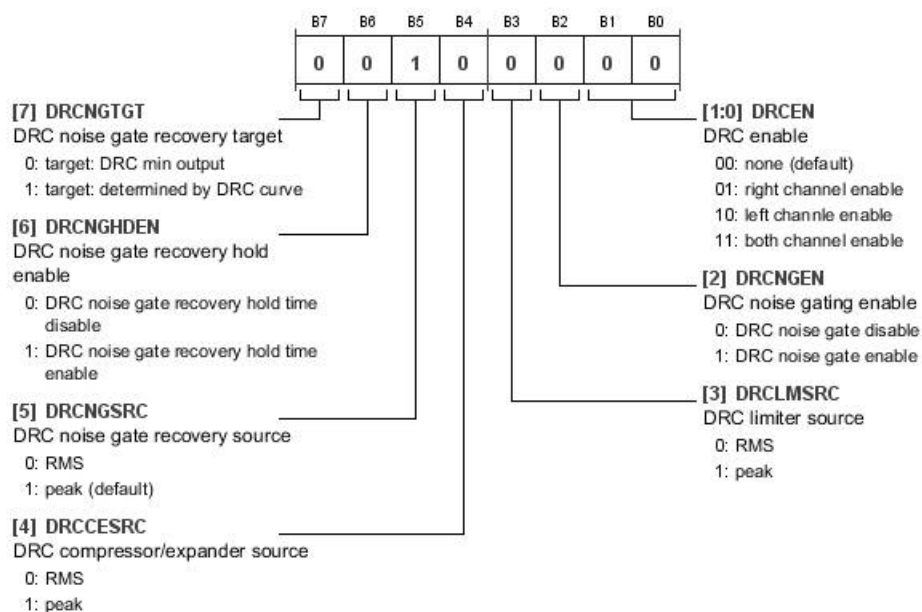 B7 B6 B5 B4 B3 B2 B1 B0
0 0 1 0 0 0 0 0
[7] DRCNGTGT
DRC noise gate recovery target
0: target: DRC min output
1: target: determined by DRC curve
[6] DRCNGHDEN
DRC noise gate recovery hold
enable
0: DRC noise gate recovery hold time
disable
1: DRC noise gate recovery hold time
enable
[5] DRCNGSRC
DRC noise gate recovery source
0: RMS
1: peak (default)
[4] DRCCESRC
DRC compressor/expander source
0: RMS
1: peak
[1:0] DRCEN
DRC enable
00: none (default)
01: right channel enable
10: left channle enable
11: both channel enable
[2] DRCNGEN
DRC noise gating enable
0: DRC noise gate disable
1: DRC noise gate enable
[3] DRCLMSRC
DRC limiter source
0: RMS
1: peak